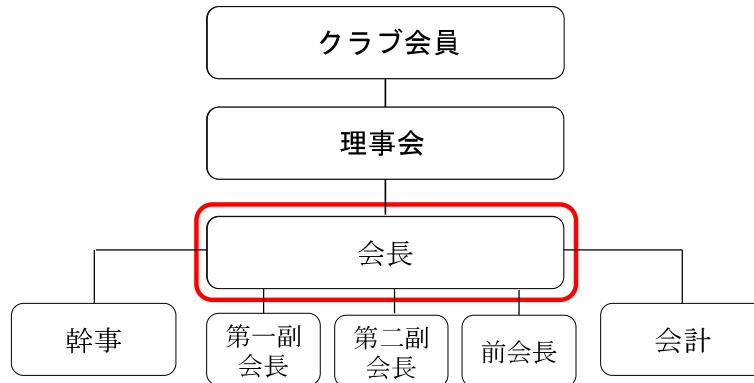 クラブ会員
理事会
会長
幹事
第一副
会長
第二副
会長
前会長
会計